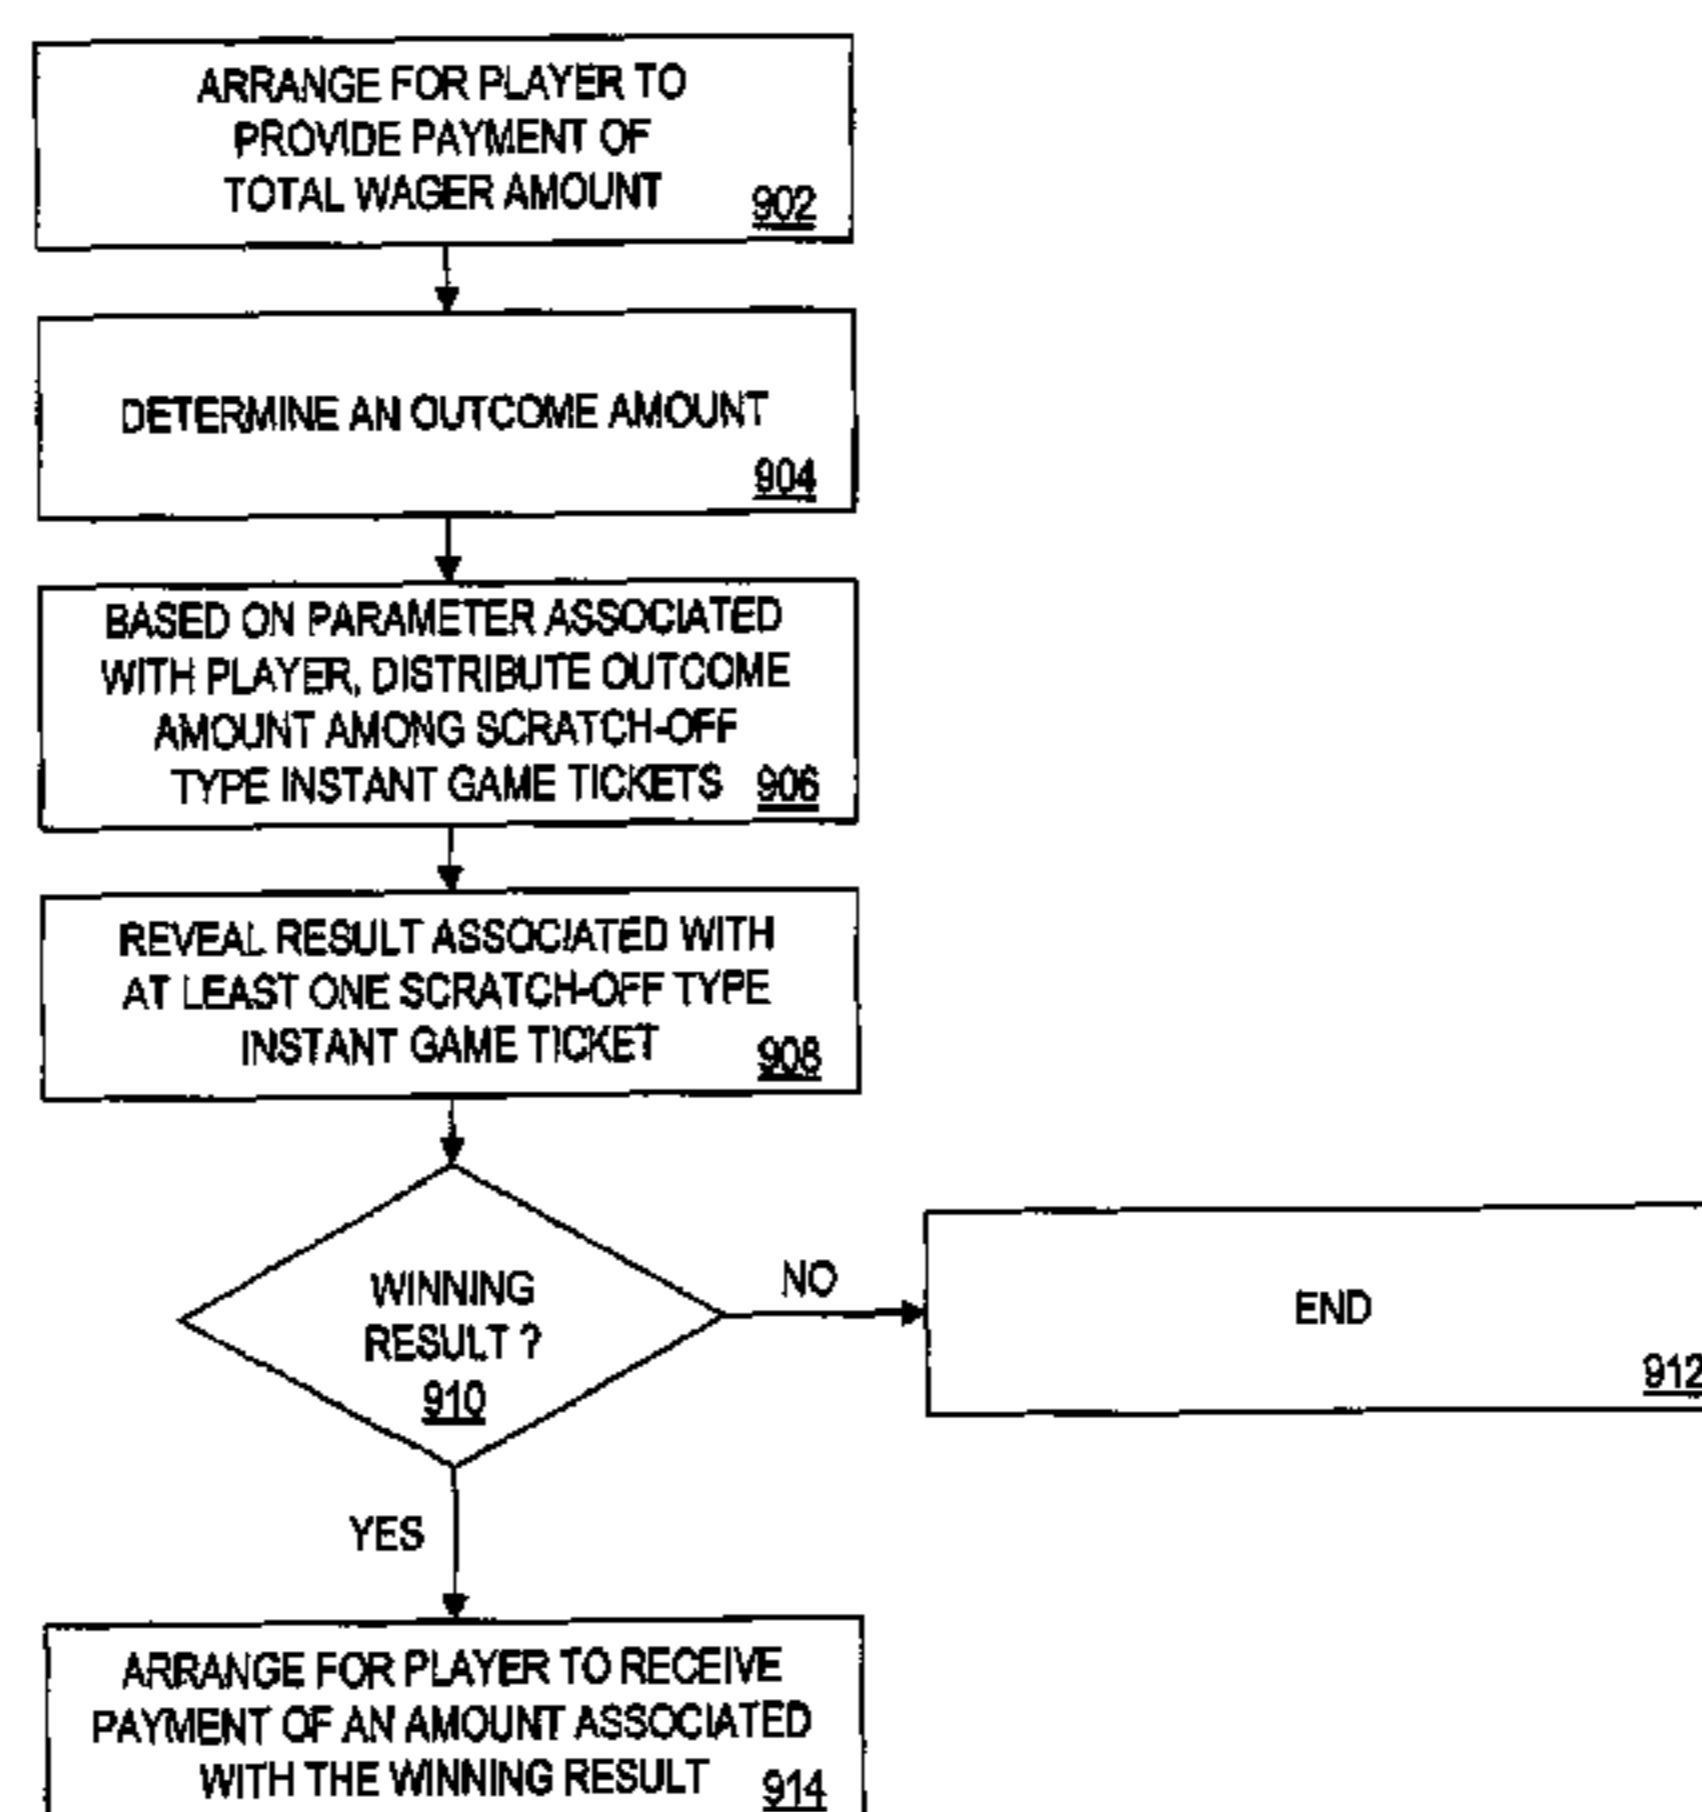 ARRANGE FOR PLAYER TO
PROVIDE PAYMENT OF
TOTAL WAGER AMOUNT
902
DETERMINE AN OUTCOME AMOUNT
904
BASED ON PARAMETER ASSOCIATED
WITH PLAYER, DISTRIBUTE OUTCOME
AMOUNT AMONG SCRATCH-OFF
TYPE INSTANT GAME TICKETS 906
REVEAL RESULT ASSOCIATED WITH
AT LEAST ONE SCRATCH-OFF TYPE
INSTANT GAME TICKET
908
WINNING
RESULT ?
910
NO
END
912
YES
ARRANGE FOR PLAYER TO RECEIVE
PAYMENT OF AN AMOUNT ASSOCIATED
WITH THE WINNING RESULT
914